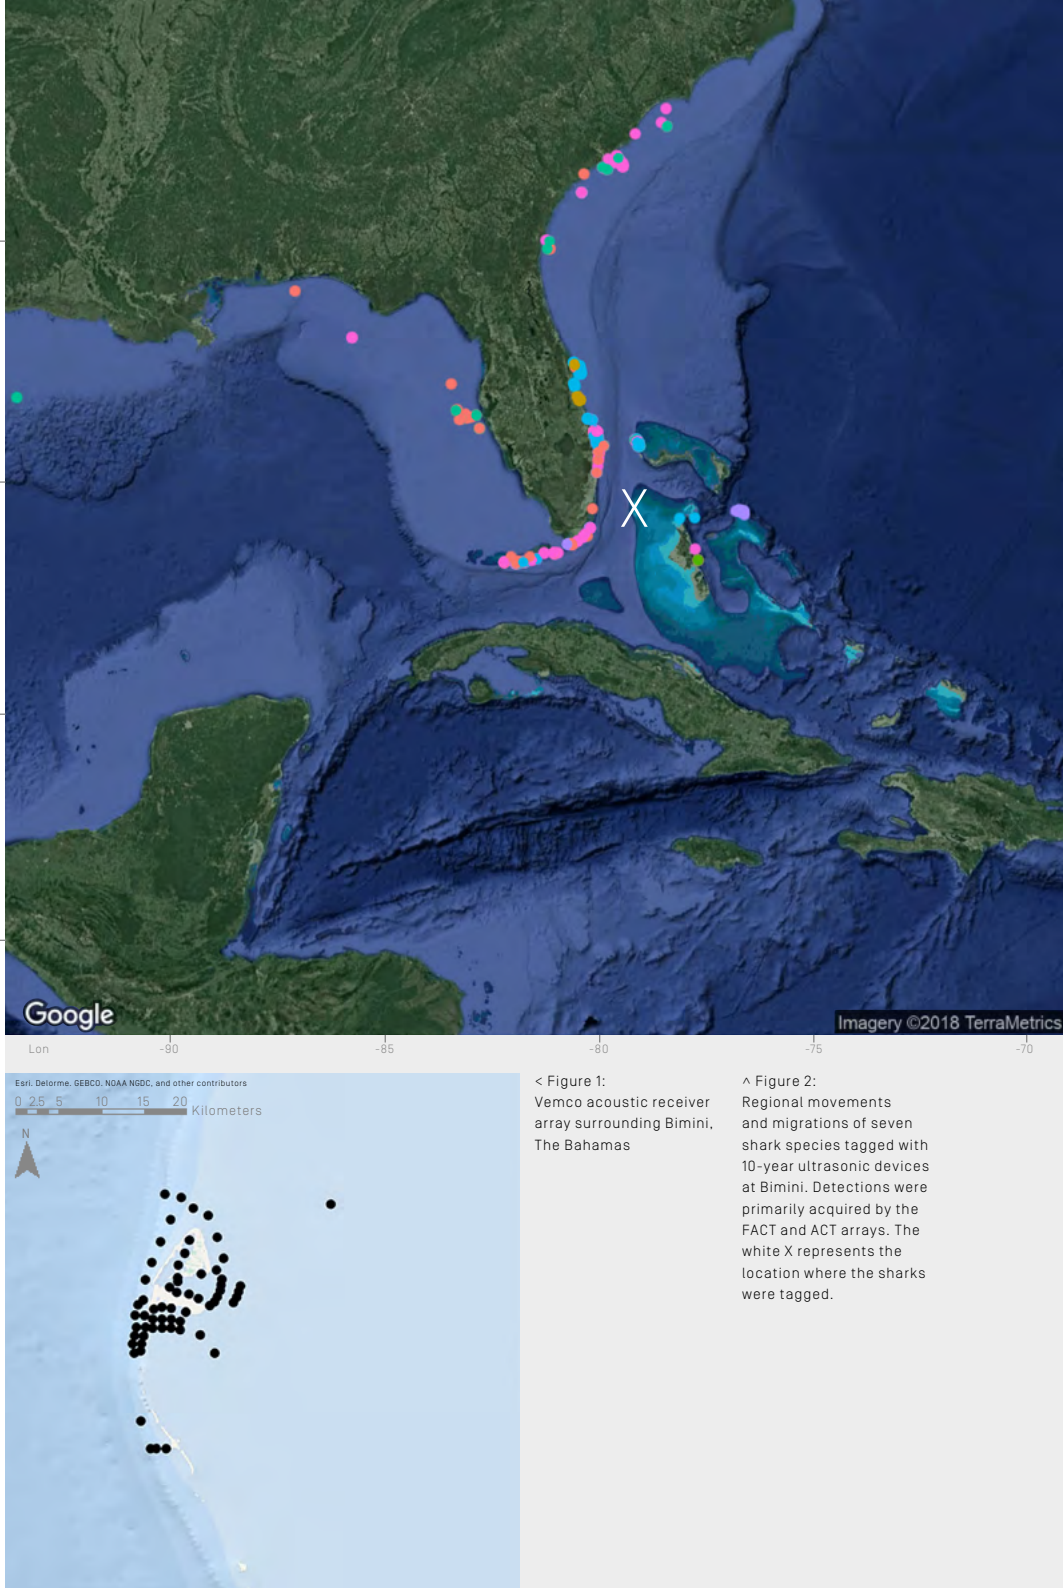 Google
Imagery ©2018 TerraMetrics
Lon
-90
-85
-80
-75
-70
Esri. Delorme. GEBCO. NOAA NGDC, and other contributors
0 2.5 5 10 15 20
Kilometers
N
< Figure 1:
Vemco acoustic receiver
array surrounding Bimini,
The Bahamas
^ Figure 2:
Regional movements
and migrations of seven
shark species tagged with
10-year ultrasonic devices
at Bimini. Detections were
primarily acquired by the
FACT and ACT arrays. The
white X represents the
location where the sharks
were tagged.